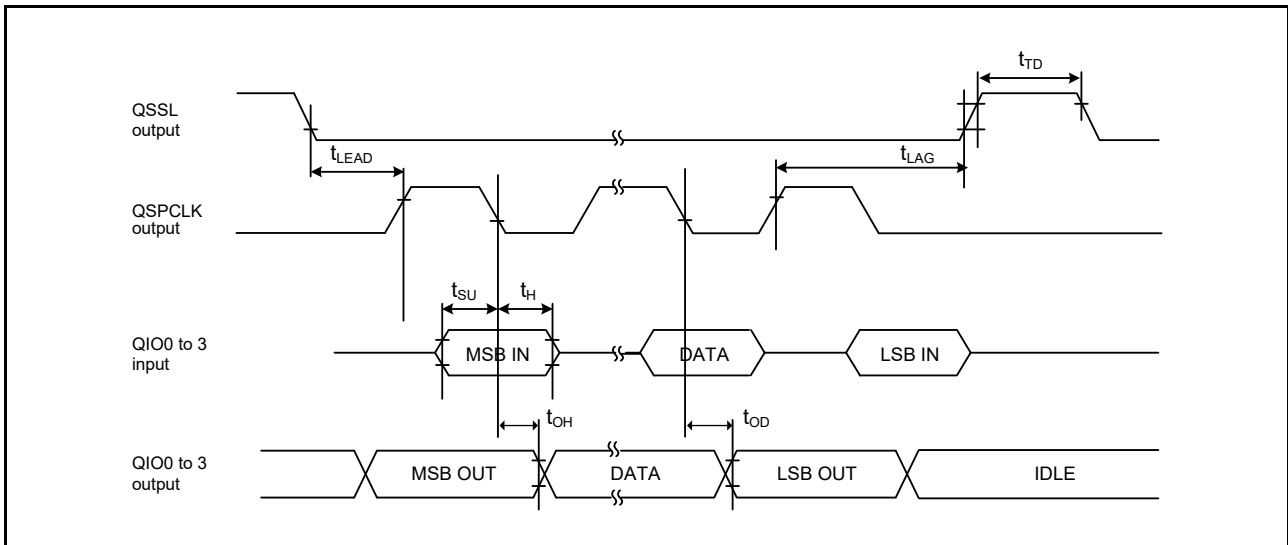 tTD
QSSL
output
tLEAD
tLAG
QSPCLK
output
tSU
tH
QIO0 to 3
input
MSB IN
DATA
LSB IN
tOH
tOD
QIO0 to 3
output
MSB OUT
DATA
LSB OUT
IDLE